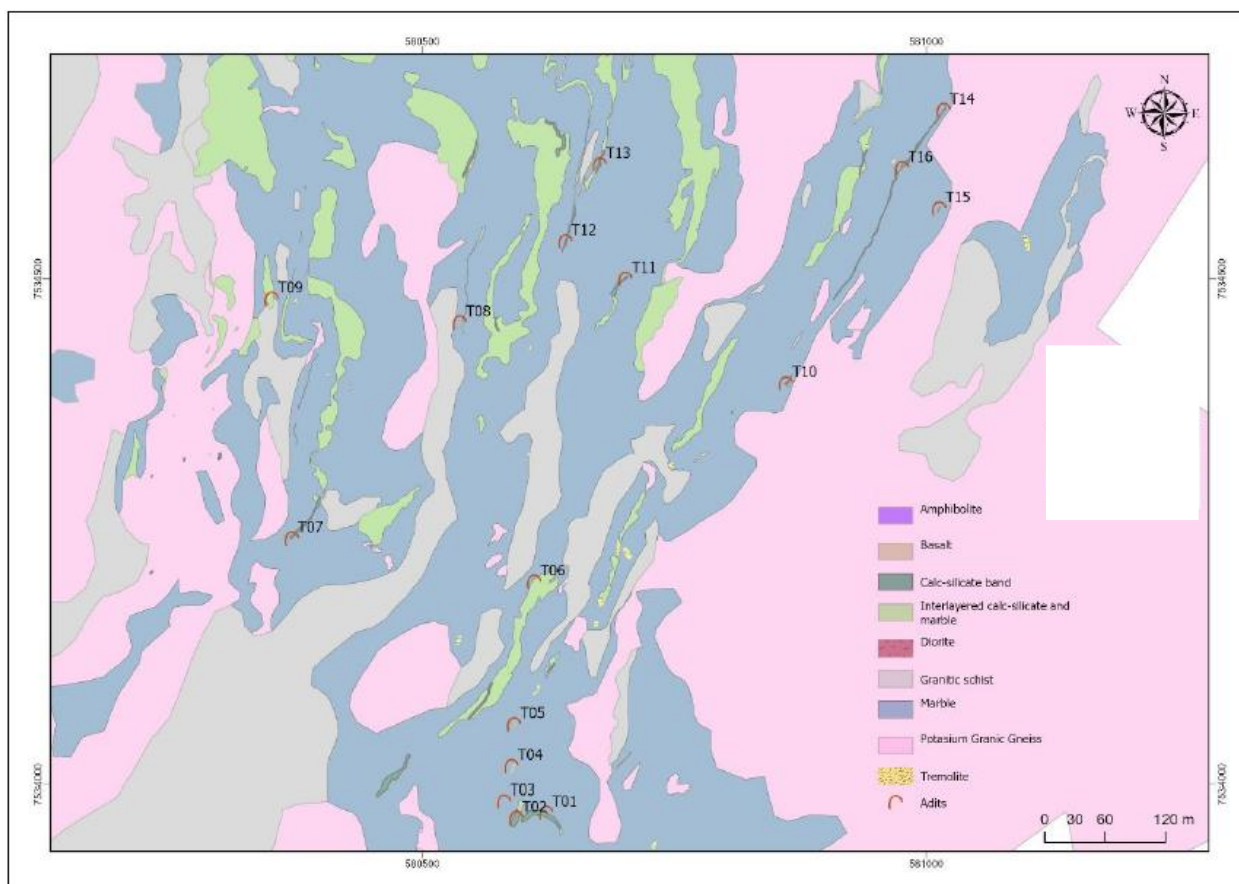 580500 581000
N
W E
S
T14
T13
T16
T15
T12
T11
7534500 7534500
T09
T08
T10
T07
T06
T05
T04
T03
T02 T01
Amphibolite
Basalt
Calc-silicate band
Interlayered calc-silicate and
marble
Diorite
Granitic schist
Marble
Potasium Granic Gneiss
Tremolite
Adits
7534000 7534000
0 30 60 120 m
580500 581000